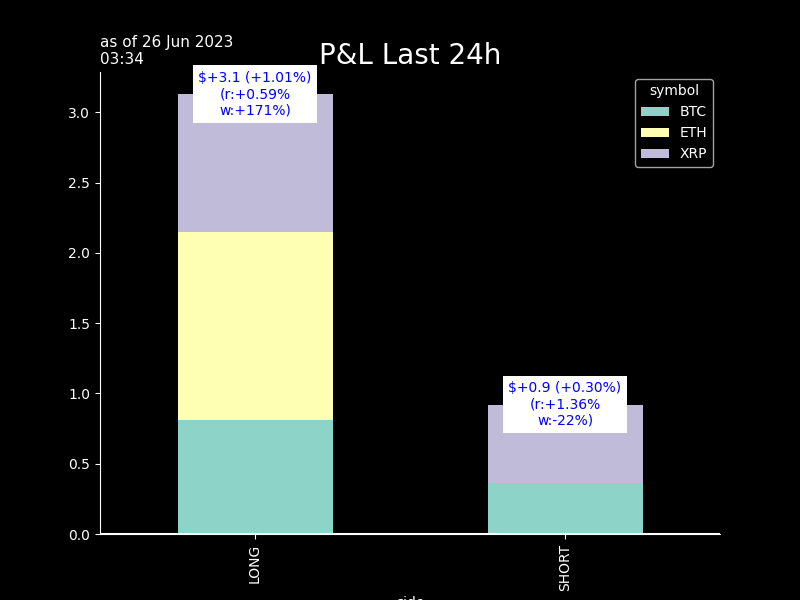 as of 26 Jun 2023
03:34
P&L Last 24h
$+3.1 (+1.01%)
(r:+0.59%
w:+171%)
symbol
BTC
ETH
XRP
3.0
2.5
2.0
1.5
1.0
0.5
0.0
$+0.9 (+0.30%)
(r:+1.36%
w:-22%)
LONG
SHORT
side